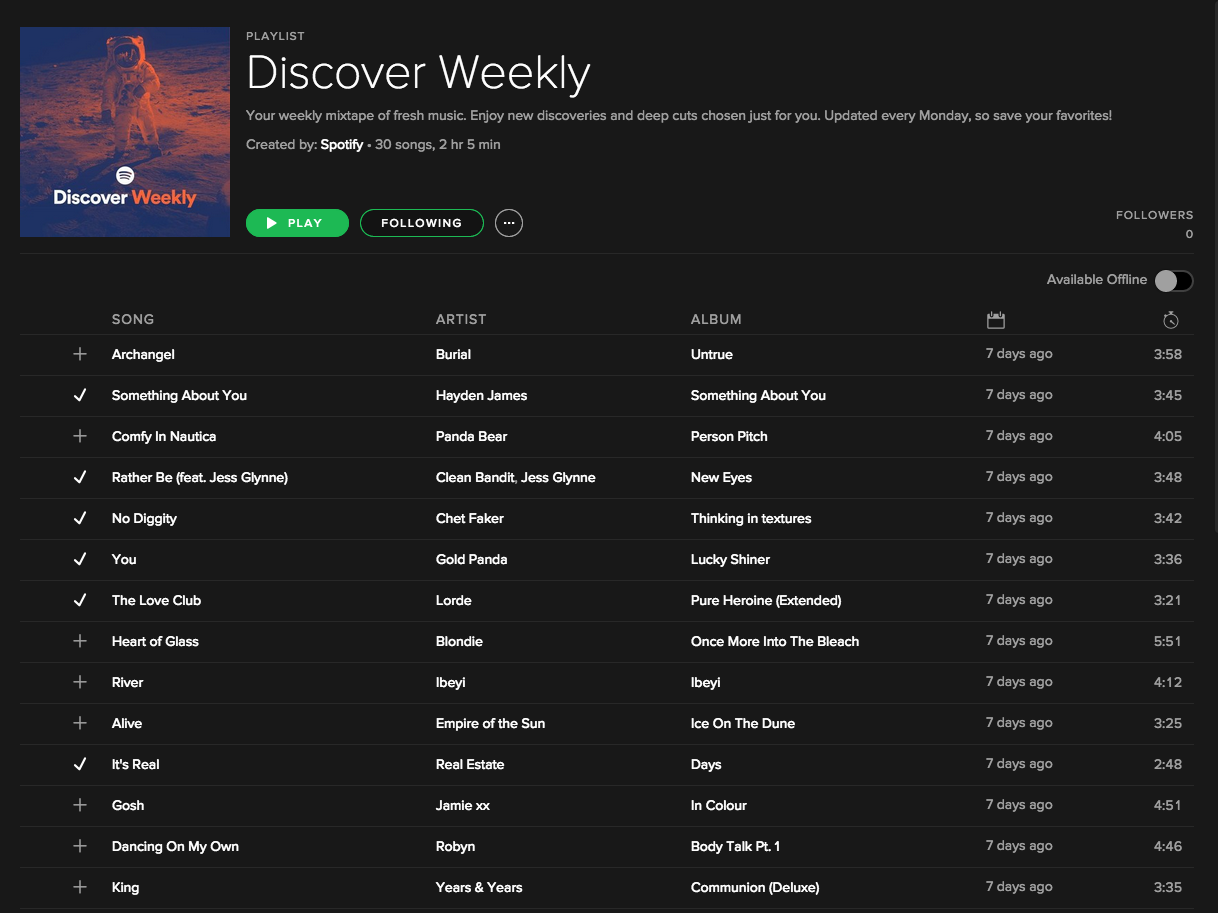 PLAYLIST
Discover Weekly
Your weekly mixtape of fresh music. Enjoy new discoveries and deep cuts chosen just for you. Updated every Monday, so save your favorites!
Created by: Spotify • 30 songs, 2 hr 5 min
Discover Weekly
PLAY FOLLOWING ...
FOLLOWERS
0
Available Offline
SONG ARTIST ALBUM
Archangel Burial Untrue 7 days ago 3:58
Something About You Hayden James Something About You 7 days ago 3:45
Comfy In Nautica Panda Bear Person Pitch 7 days ago 4:05
Rather Be (feat. Jess Glynne) Clean Bandit, Jess Glynne New Eyes 7 days ago 3:48
No Diggity Chet Faker Thinking in textures 7 days ago 3:42
You Gold Panda Lucky Shiner 7 days ago 3:36
The Love Club Lorde Pure Heroine (Extended) 7 days ago 3:21
Heart of Glass Blondie Once More Into The Bleach 7 days ago 5:51
River Ibeyi Ibeyi 7 days ago 4:12
Alive Empire of the Sun Ice On The Dune 7 days ago 3:25
It's Real Real Estate Days 7 days ago 2:48
Gosh Jamie xx In Colour 7 days ago 4:51
Dancing On My Own Robyn Body Talk Pt. 1 7 days ago 4:46
King Years & Years Communion (Deluxe) 7 days ago 3:35